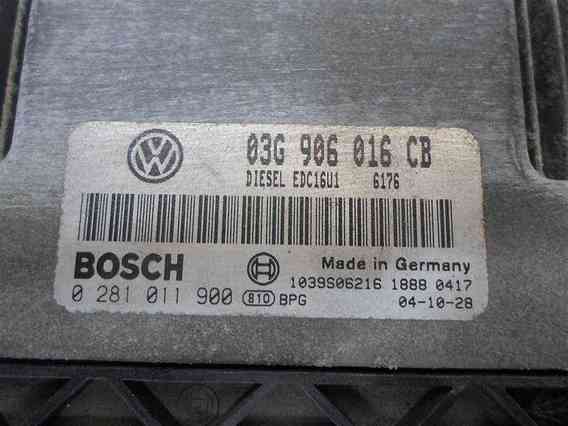 03G 906 016 CB
DIESEL EDC16U1 6176
BOSCH
Made in Germany
1039S06216 1888 0417
0 281 011 900 810 BPG
04-10-28